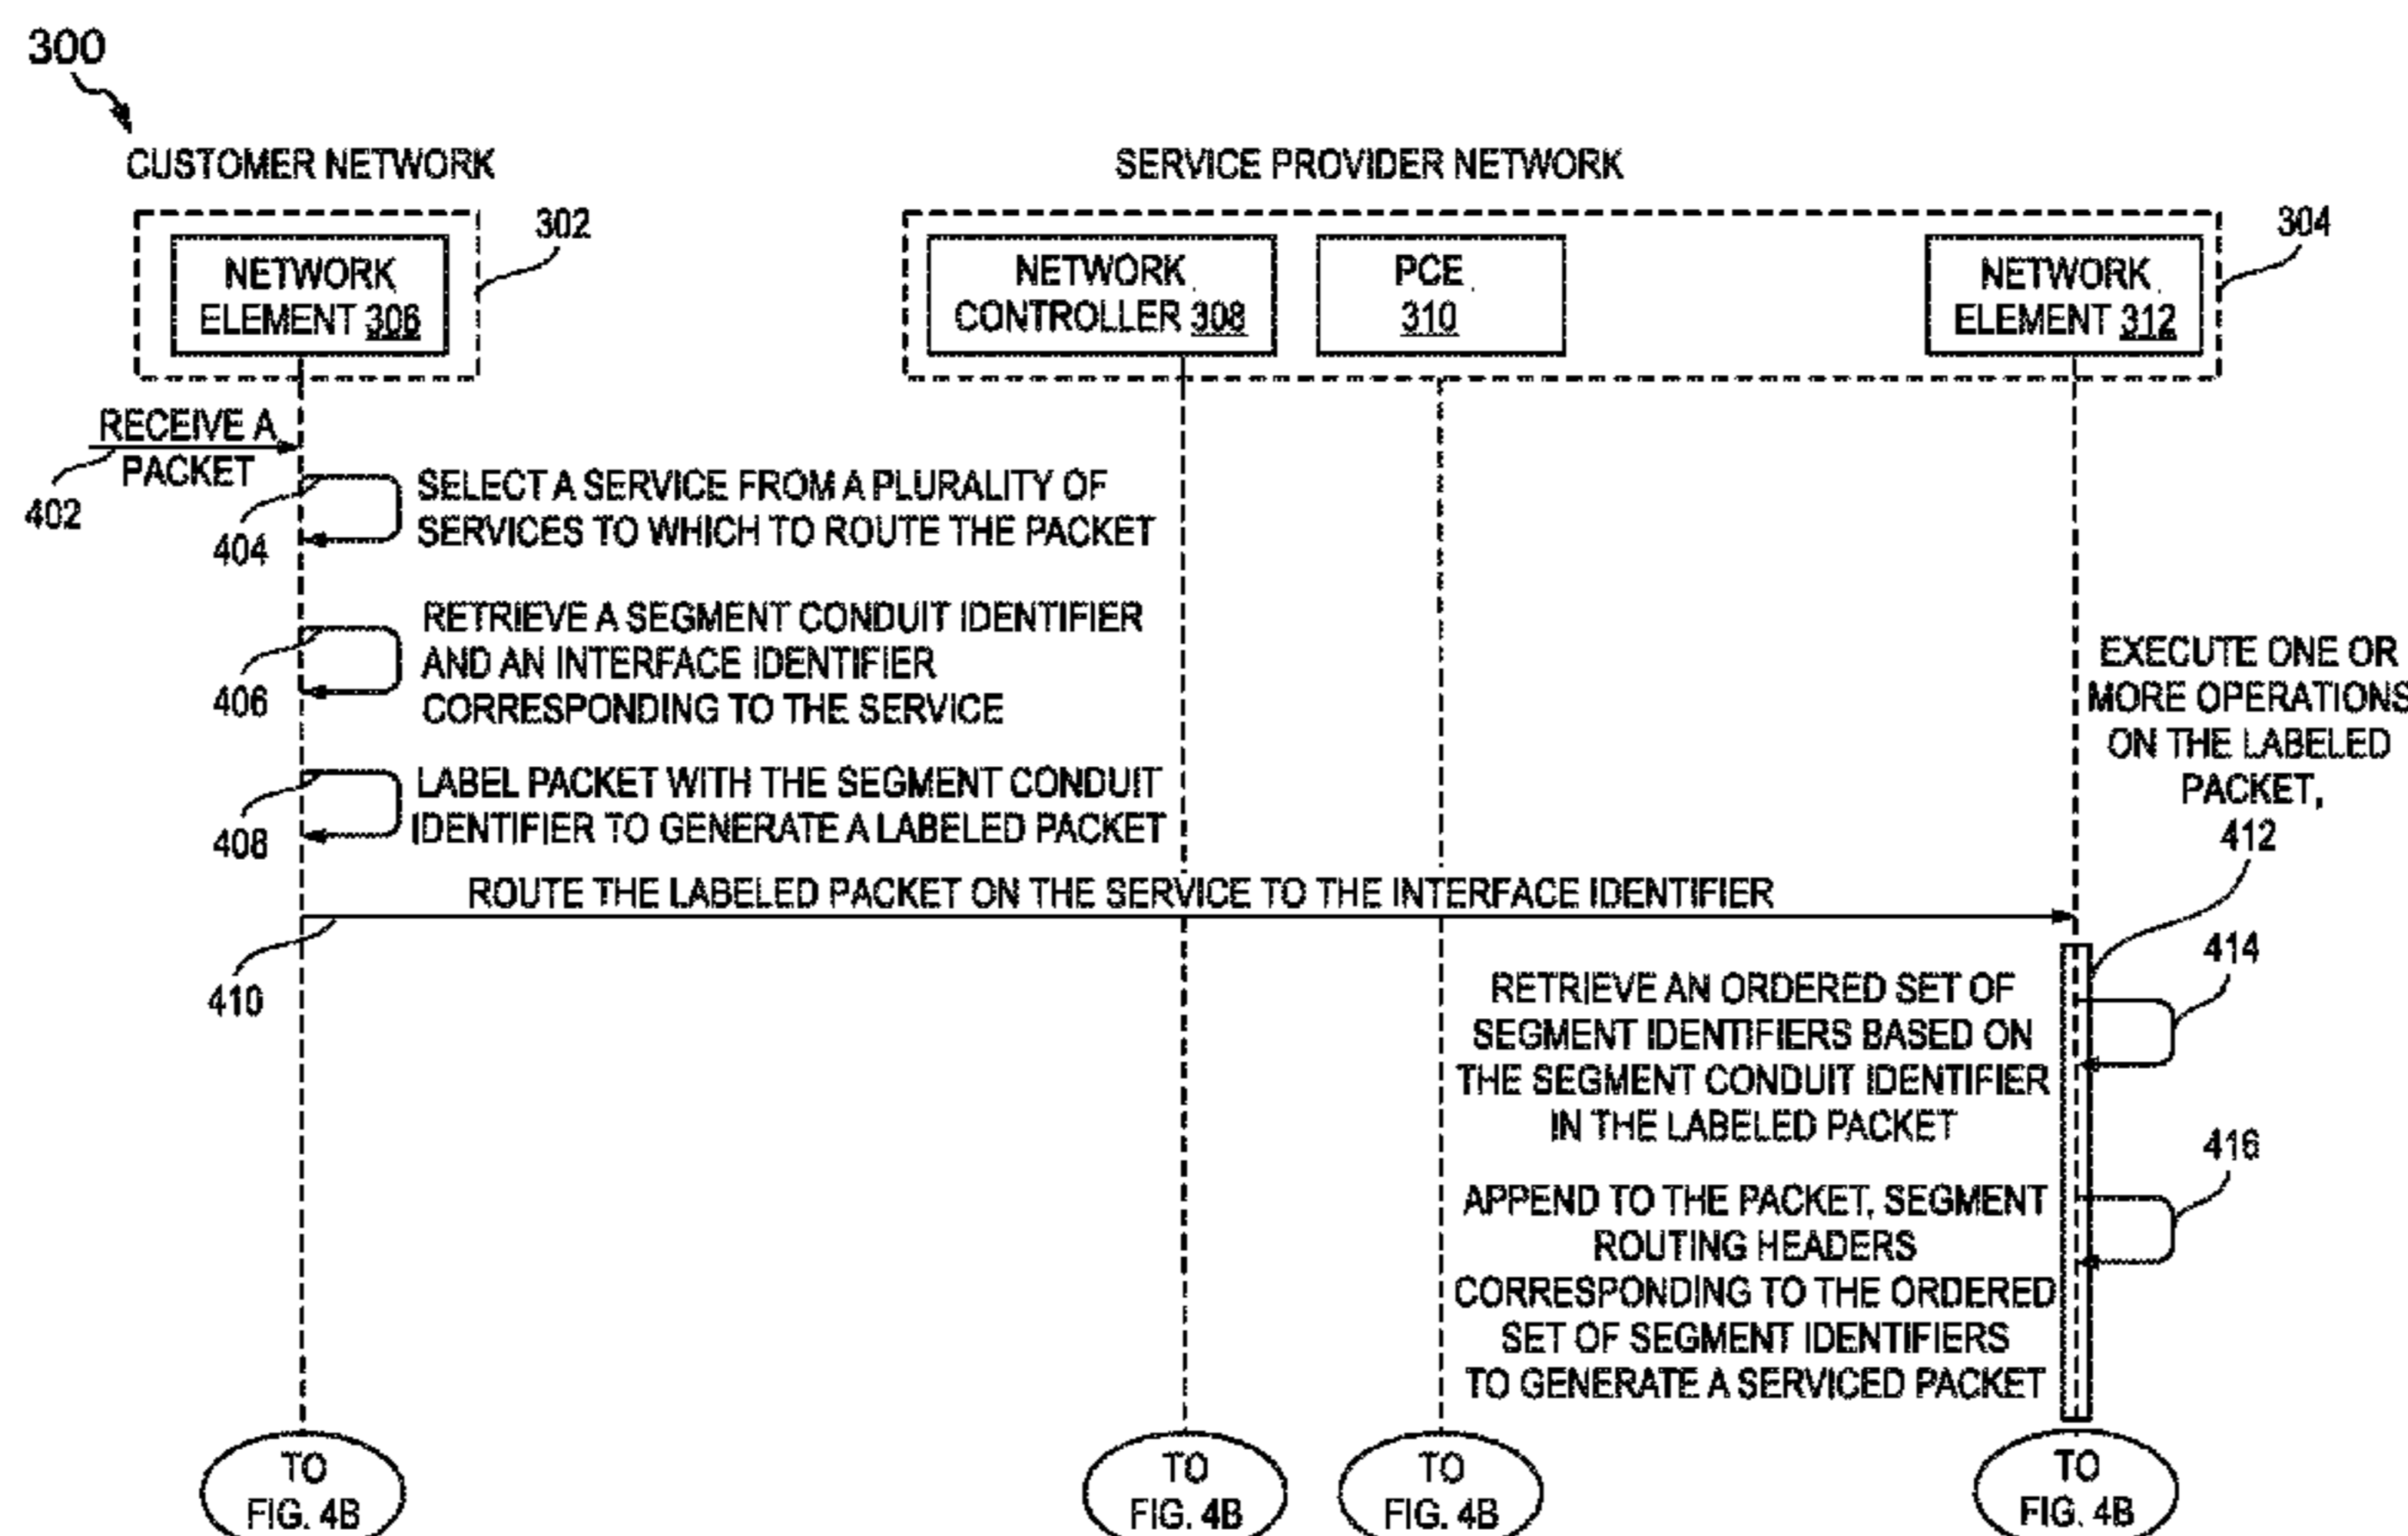 300
CUSTOMER NETWORK
SERVICE PROVIDER NETWORK
302
304
NETWORK
ELEMENT 306
NETWORK
CONTROLLER 308
PCE
310
NETWORK
ELEMENT 312
RECEIVE A
PACKET
402
SELECT A SERVICE FROM A PLURALITY OF
SERVICES TO WHICH TO ROUTE THE PACKET
404
RETRIEVE A SEGMENT CONDUIT IDENTIFIER
AND AN INTERFACE IDENTIFIER
CORRESPONDING TO THE SERVICE
406
EXECUTE ONE OR
MORE OPERATIONS
ON THE LABELED
PACKET,
412
LABEL PACKET WITH THE SEGMENT CONDUIT
IDENTIFIER TO GENERATE A LABELED PACKET
408
ROUTE THE LABELED PACKET ON THE SERVICE TO THE INTERFACE IDENTIFIER
410
414
RETRIEVE AN ORDERED SET OF
SEGMENT IDENTIFIERS BASED ON
THE SEGMENT CONDUIT IDENTIFIER
IN THE LABELED PACKET
416
APPEND TO THE PACKET, SEGMENT
ROUTING HEADERS
CORRESPONDING TO THE ORDERED
SET OF SEGMENT IDENTIFIERS
TO GENERATE A SERVICED PACKET
TO
FIG. 4B
TO
FIG. 4B
TO
FIG. 4B
TO
FIG. 4B